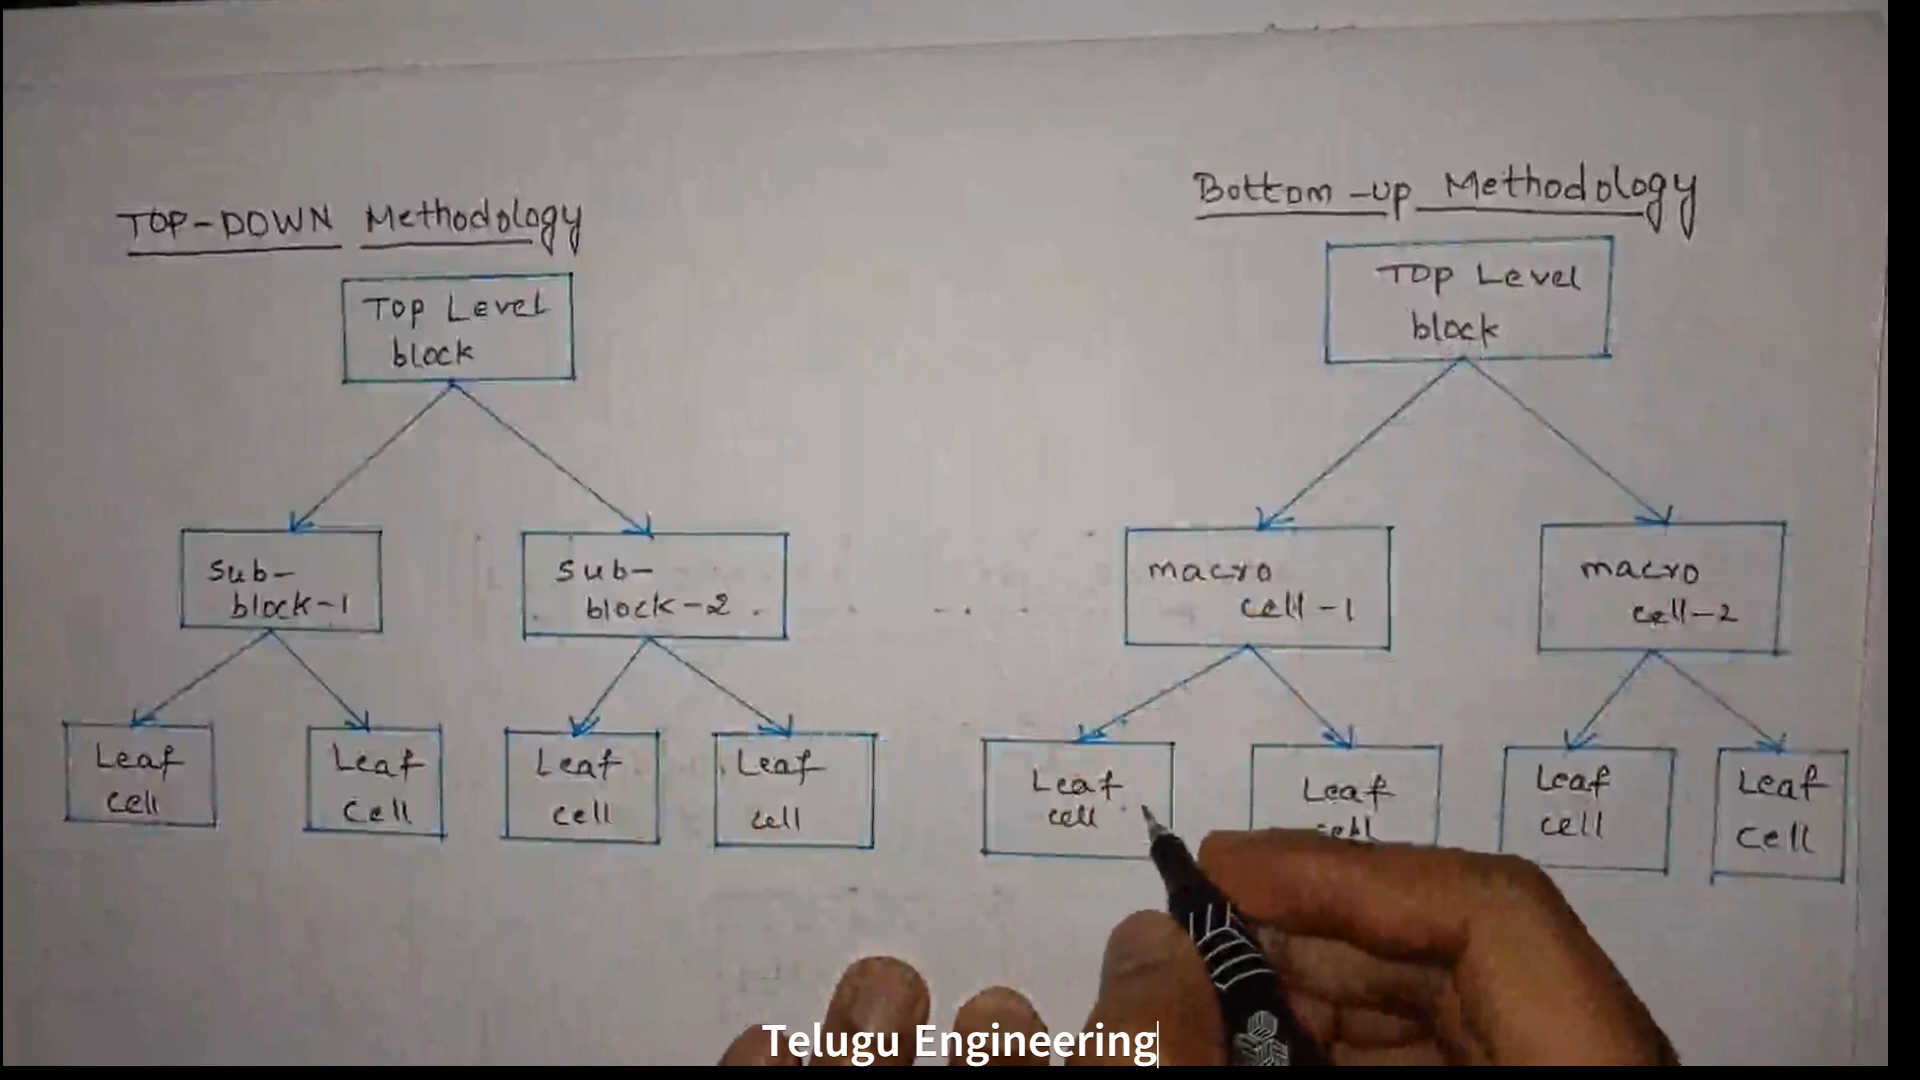 TOP-DOWN Methodology
Top Level
block
sub-
block-1
sub-
block-2
Leaf
cell
Leaf
cell
Leaf
cell
Leaf
cell
Bottom-up Methodology
Top Level
block
macro
cell-1
macro
cell-2
Leaf
cell
Leaf
cell
Leaf
cell
Leaf
cell
Telugu Engineering